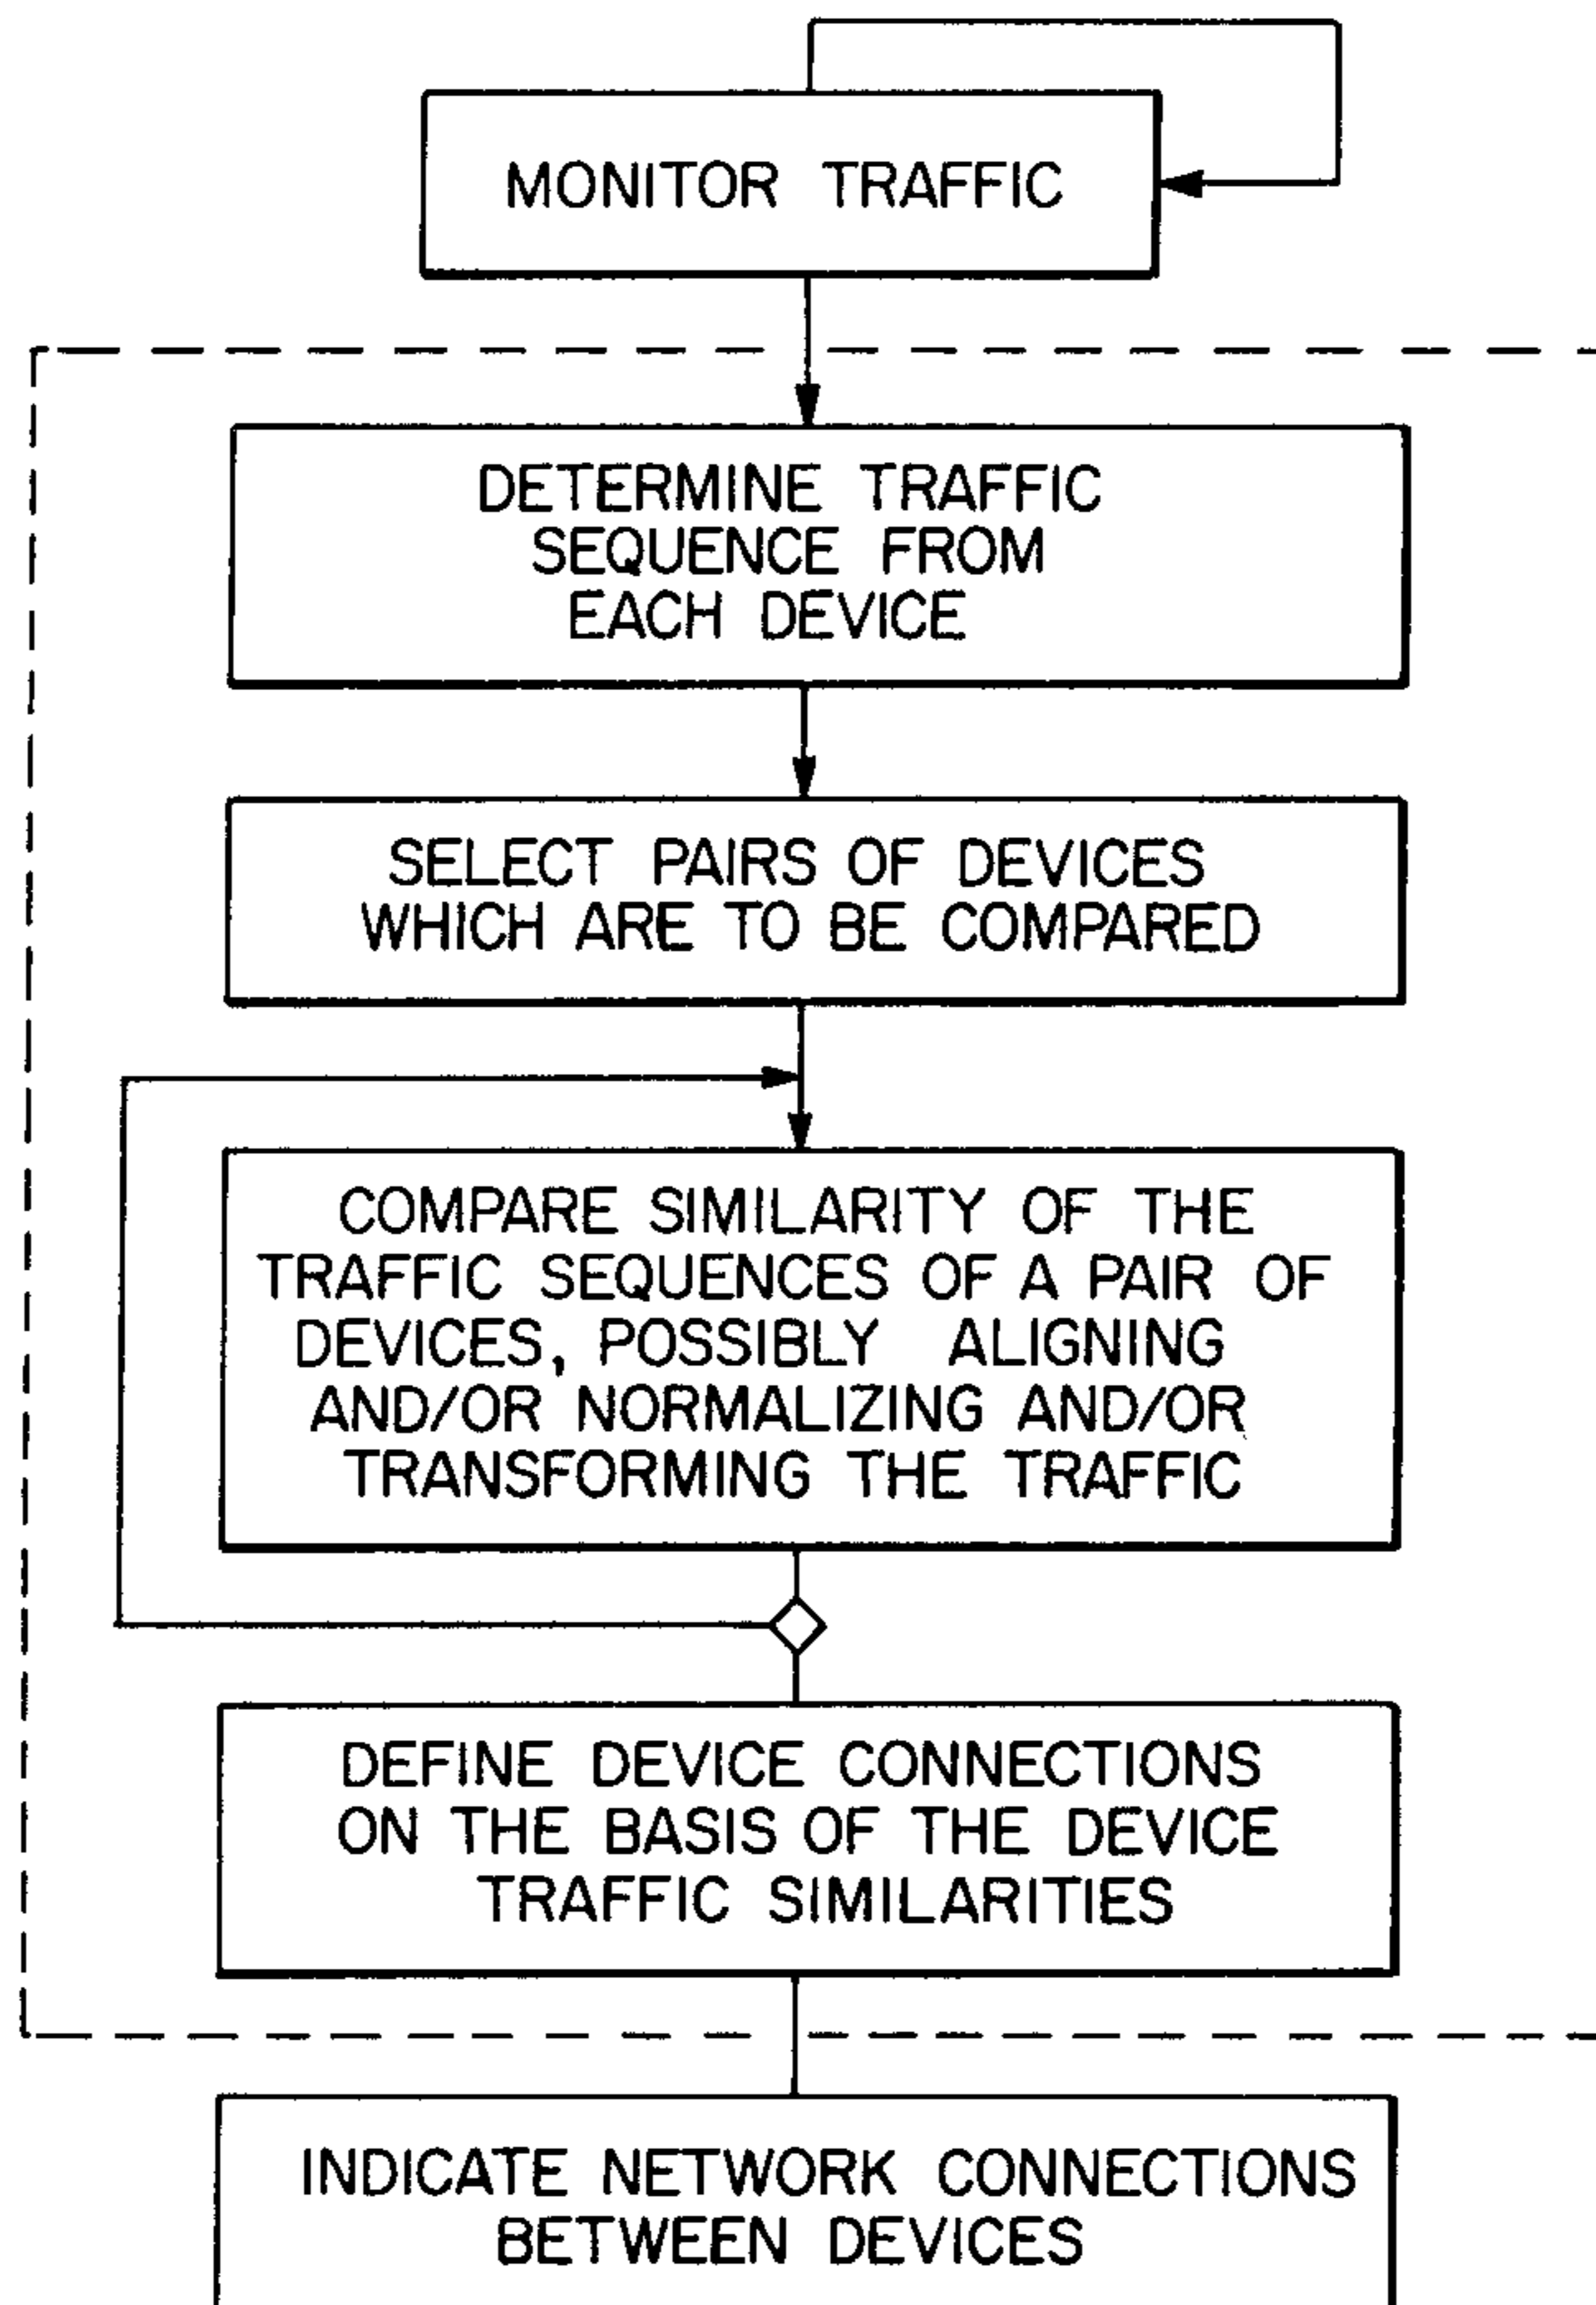 MONITOR TRAFFIC
DETERMINE TRAFFIC
SEQUENCE FROM
EACH DEVICE
SELECT PAIRS OF DEVICES
WHICH ARE TO BE COMPARED
COMPARE SIMILARITY OF THE
TRAFFIC SEQUENCES OF A PAIR OF
DEVICES, POSSIBLY ALIGNING
AND/OR NORMALIZING AND/OR
TRANSFORMING THE TRAFFIC
DEFINE DEVICE CONNECTIONS
ON THE BASIS OF THE DEVICE
TRAFFIC SIMILARITIES
INDICATE NETWORK CONNECTIONS
BETWEEN DEVICES